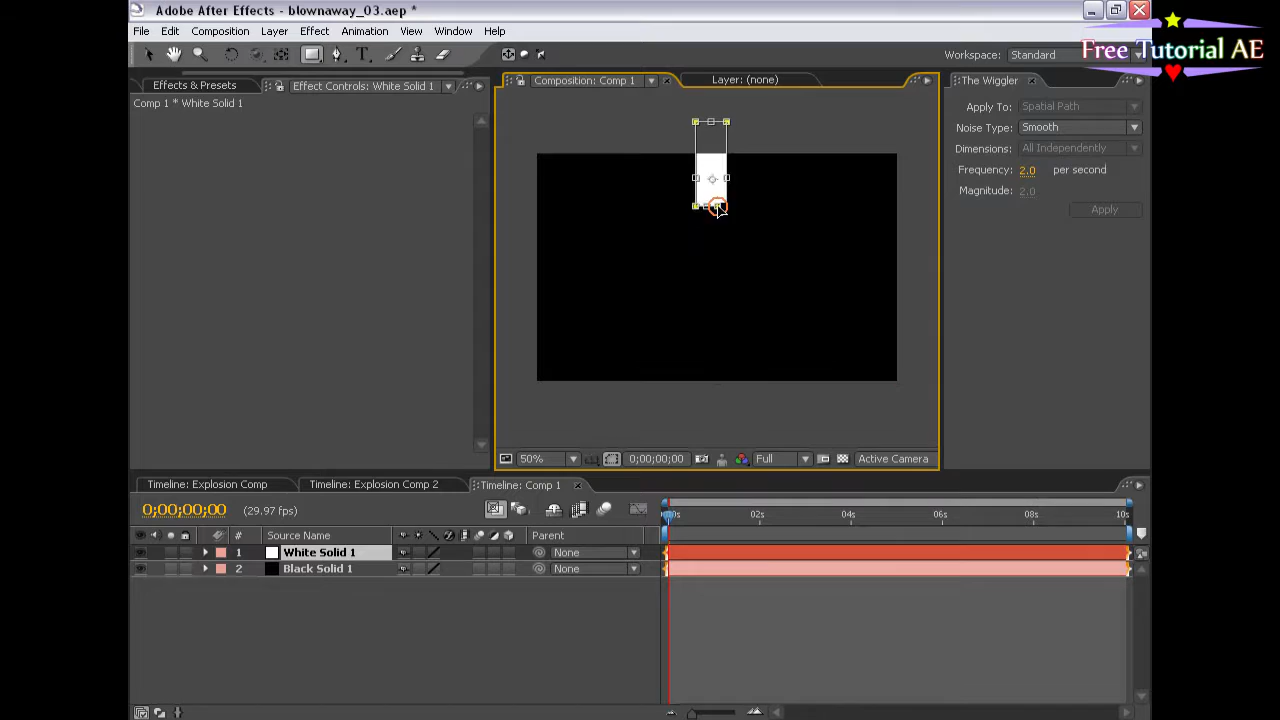 Adobe After Effects - blownaway_03.aep *
File Edit Composition Layer Effect Animation View Window Help
Free Tutorial AE
Workspace: Standard
Effects & Presets Effect Controls: White Solid 1
Comp 1 * White Solid 1
Composition: Comp 1 Layer: (none)
The Wiggler
Apply To: Spatial Path
Noise Type: Smooth
Dimensions: All Independently
Frequency: 2.0 per second
Magnitude: 2.0
Apply
50% 0;00;00;00 Full Active Camera
Timeline: Explosion Comp Timeline: Explosion Comp 2 Timeline: Comp 1
0;00;00;00 (29.97 fps)
02s 04s 06s 08s 10s
# Source Name Parent
1 White Solid 1 None
2 Black Solid 1 None